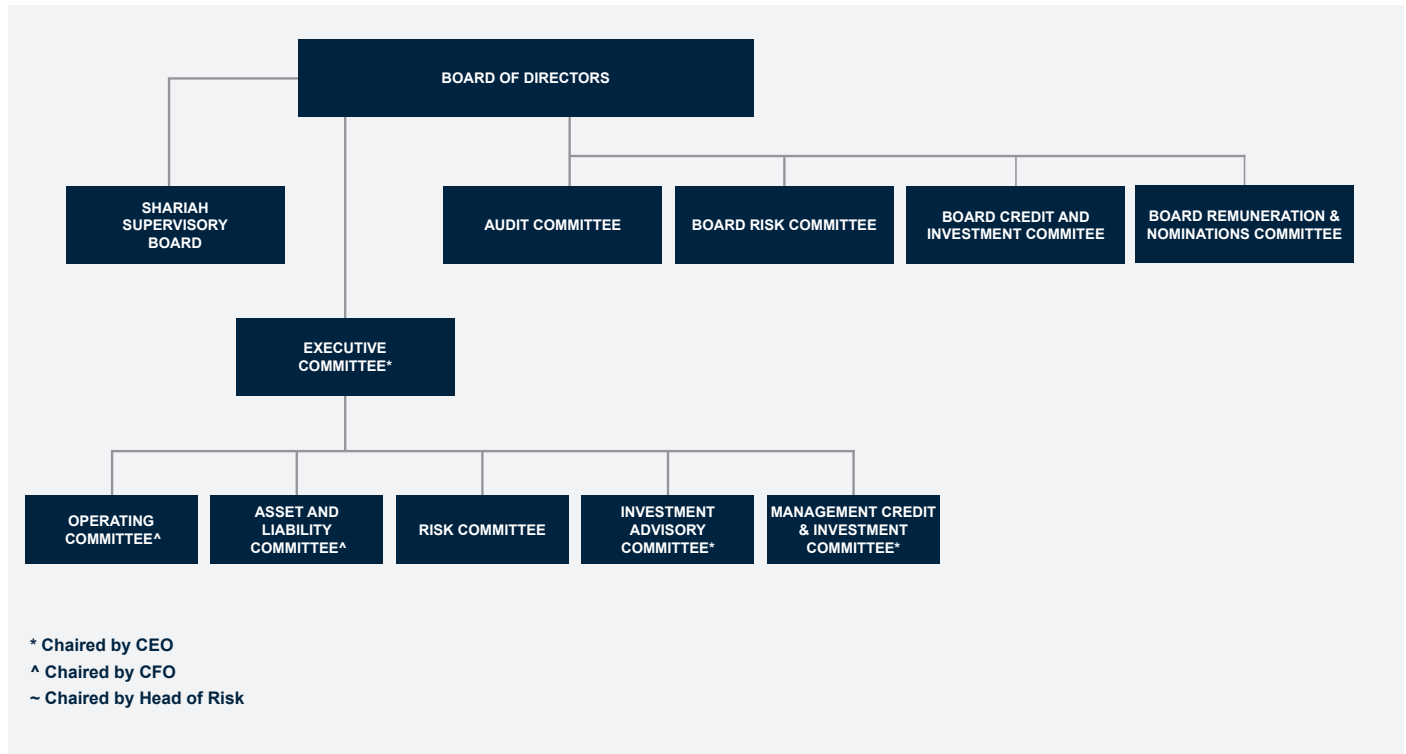 BOARD OF DIRECTORS
SHARIAH
SUPERVISORY
BOARD
AUDIT COMMITTEE
BOARD RISK COMMITTEE
BOARD CREDIT AND
INVESTMENT COMMITEE
BOARD REMUNERATION &
NOMINATIONS COMMITTEE
EXECUTIVE
COMMITTEE*
OPERATING
COMMITTEE^
ASSET AND
LIABILITY
COMMITTEE^
RISK COMMITTEE
INVESTMENT
ADVISORY
COMMITTEE*
MANAGEMENT CREDIT
& INVESTMENT
COMMITTEE*
* Chaired by CEO
^ Chaired by CFO
~ Chaired by Head of Risk